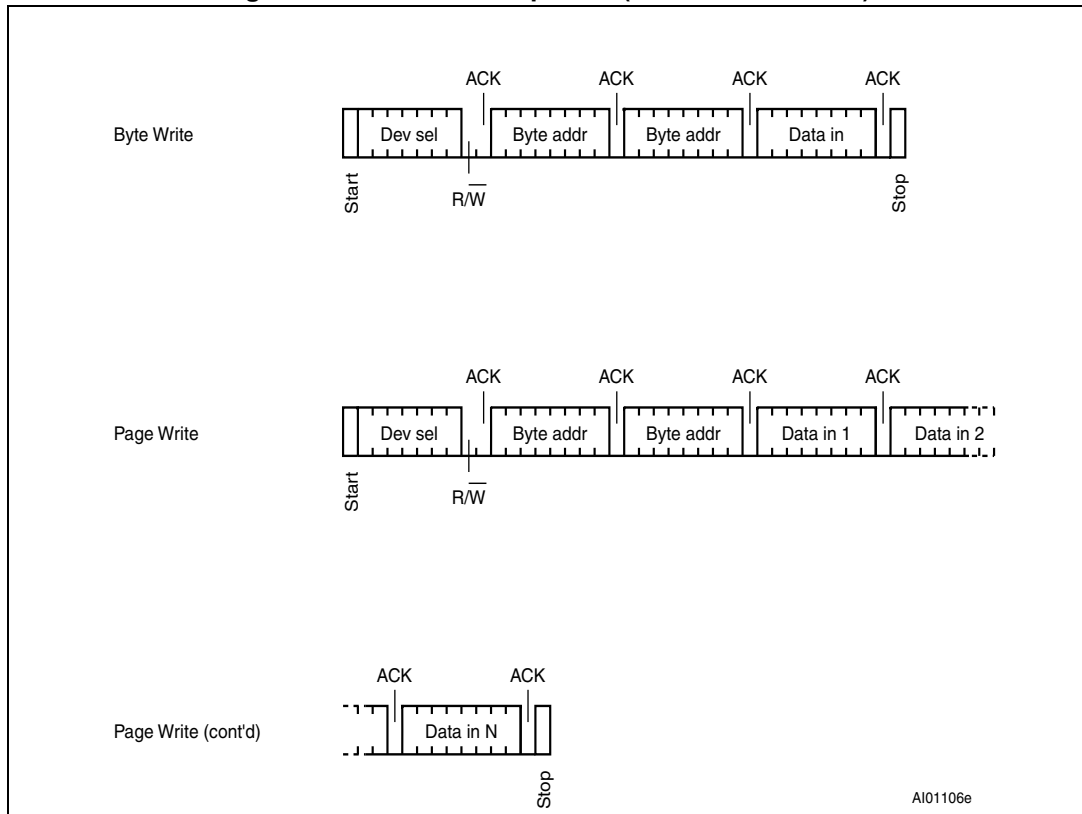 ACK ACK ACK ACK
Byte Write Dev sel Byte addr Byte addr Data in
Start R/W Stop
ACK ACK ACK ACK
Page Write Dev sel Byte addr Byte addr Data in 1 Data in 2
Start R/W
ACK ACK
Page Write (cont'd) Data in N
Stop
AI01106e